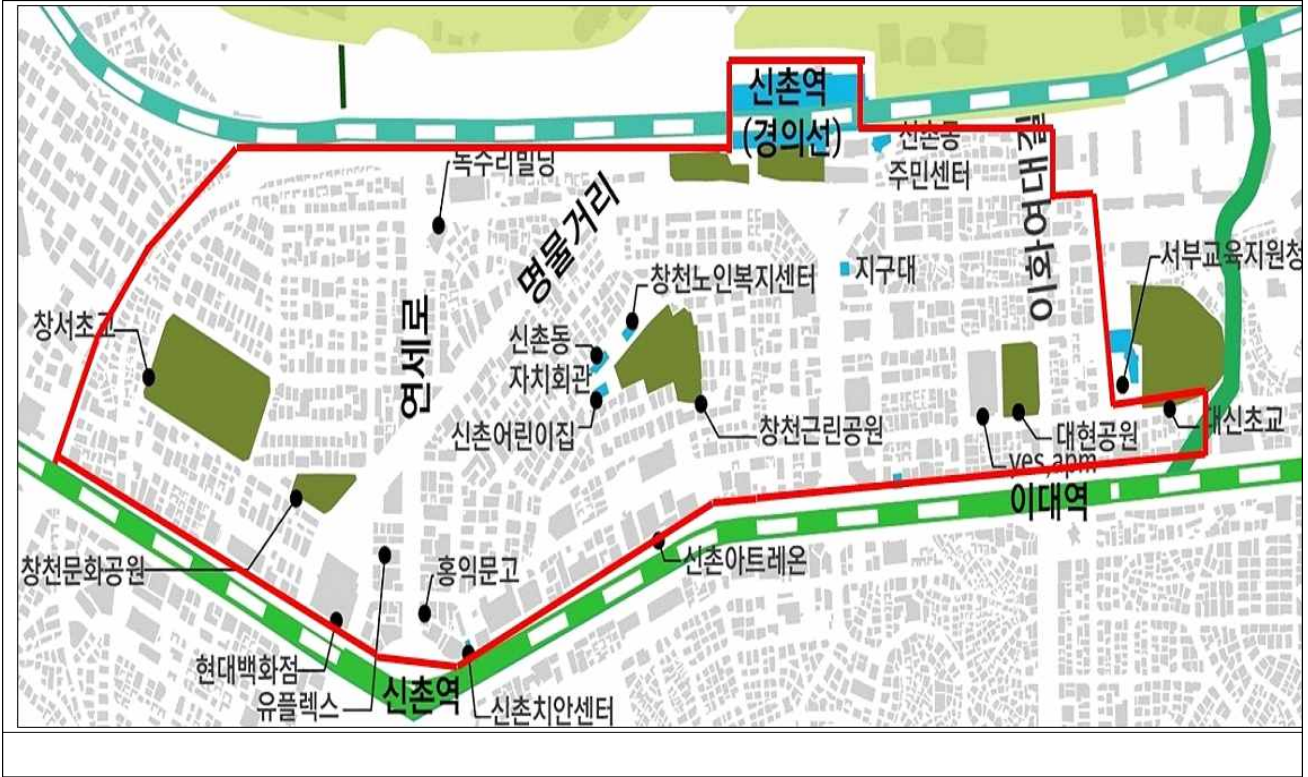 신촌역
(경의선)
신촌동
주민센터
독수리빌딩
이화여대길
명물거리
서부교육지원청
지구대
창천노인복지센터
창서초교
연세로
신촌동
자치회관
신촌어린이집
창천근린공원
대현공원
대신초교
yes,apm
이대역
신촌아트레온
창천문화공원
홍익문고
현대백화점
유플렉스
신촌역
신촌치안센터